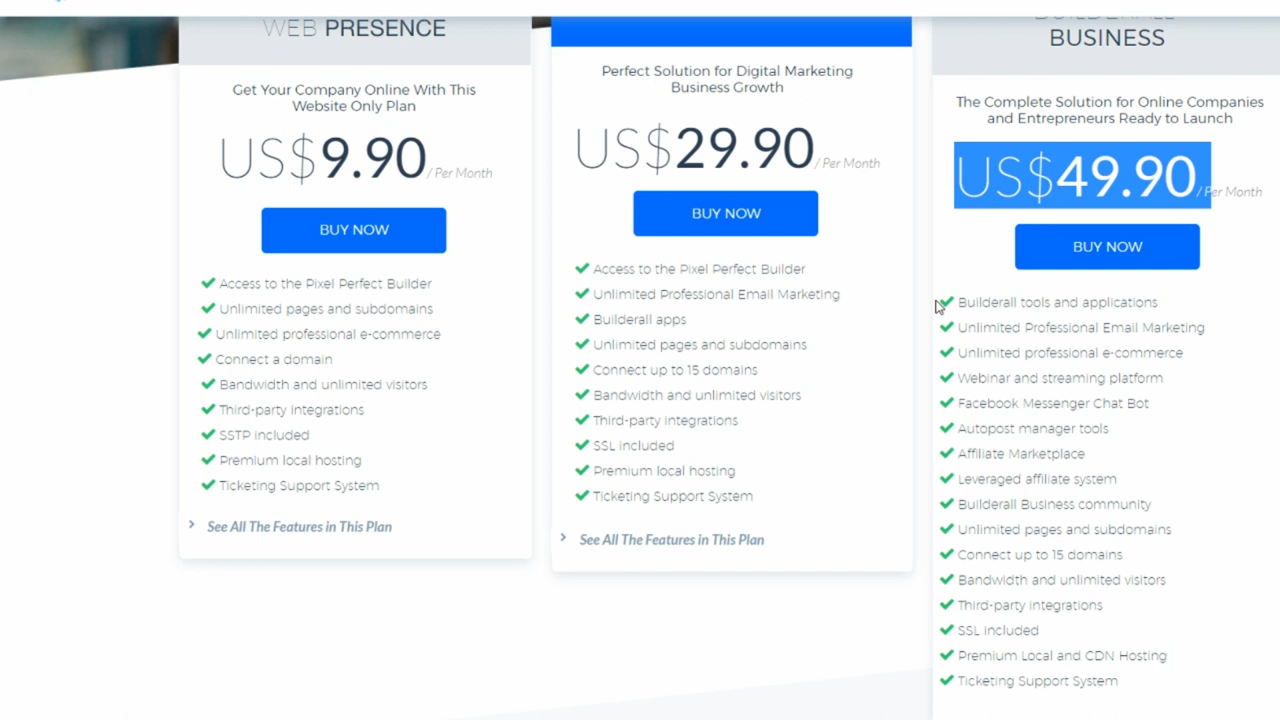 WEB PRESENCE
Get Your Company Online With This
Website Only Plan
US$9.90 / Per Month
BUY NOW
Access to the Pixel Perfect Builder
Unlimited pages and subdomains
Unlimited professional e-commerce
Connect a domain
Bandwidth and unlimited visitors
Third-party integrations
SSTP included
Premium local hosting
Ticketing Support System
See All The Features in This Plan
Perfect Solution for Digital Marketing
Business Growth
US$29.90 / Per Month
BUY NOW
Access to the Pixel Perfect Builder
Unlimited Professional Email Marketing
Builderall apps
Unlimited pages and subdomains
Connect up to 15 domains
Bandwidth and unlimited visitors
Third-party integrations
SSL included
Premium local hosting
Ticketing Support System
See All The Features in This Plan
BUILDERALL
BUSINESS
The Complete Solution for Online Companies
and Entrepreneurs Ready to Launch
US$49.90 / Per Month
BUY NOW
Builderall tools and applications
Unlimited Professional Email Marketing
Unlimited professional e-commerce
Webinar and streaming platform
Facebook Messenger Chat Bot
Autopost manager tools
Affiliate Marketplace
Leveraged affiliate system
Builderall Business community
Unlimited pages and subdomains
Connect up to 15 domains
Bandwidth and unlimited visitors
Third-party integrations
SSL included
Premium Local and CDN Hosting
Ticketing Support System